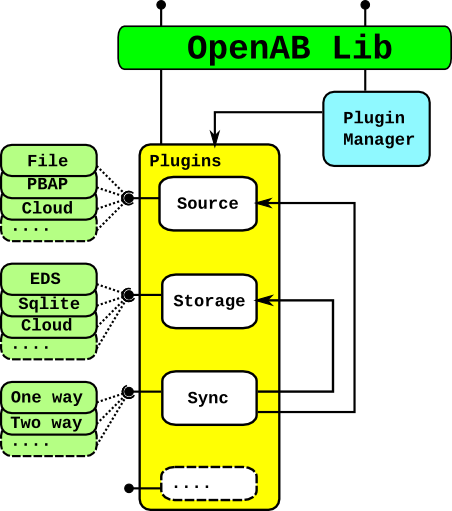 OpenAB Lib
Plugin
Manager
Plugins
File
PBAP
Cloud
....
Source
EDS
Sqlite
Cloud
....
Storage
One way
Two way
....
Sync
....